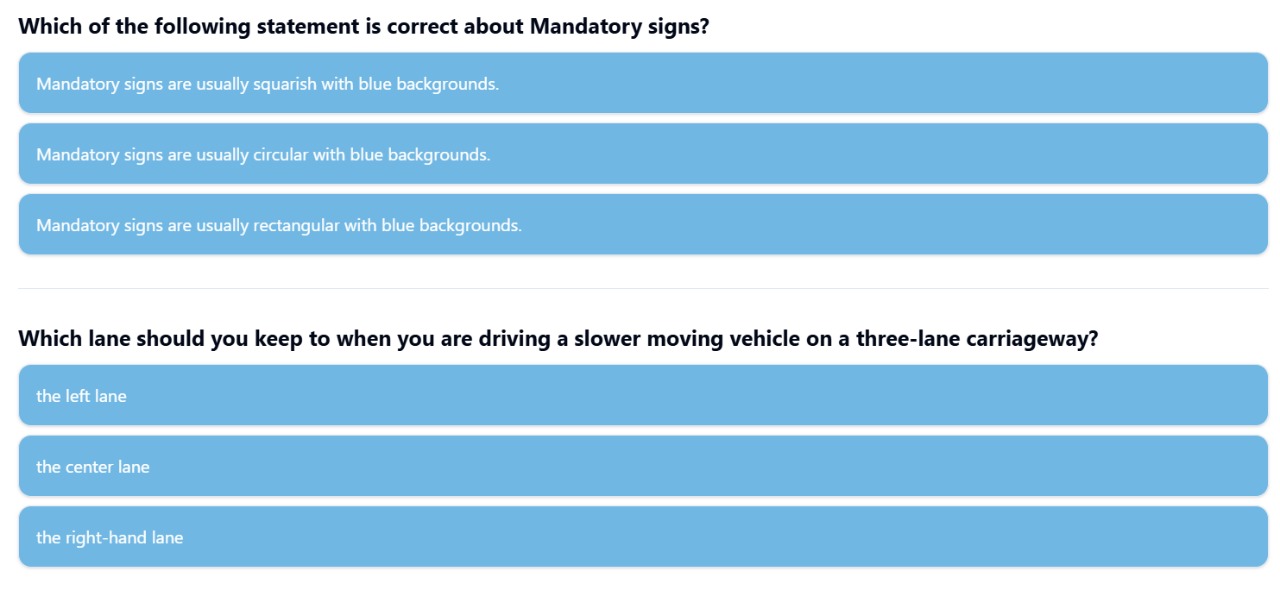 Which of the following statement is correct about Mandatory signs?
Mandatory signs are usually squarish with blue backgrounds.
Mandatory signs are usually circular with blue backgrounds.
Mandatory signs are usually rectangular with blue backgrounds.
Which lane should you keep to when you are driving a slower moving vehicle on a three-lane carriageway?
the left lane
the center lane
the right-hand lane